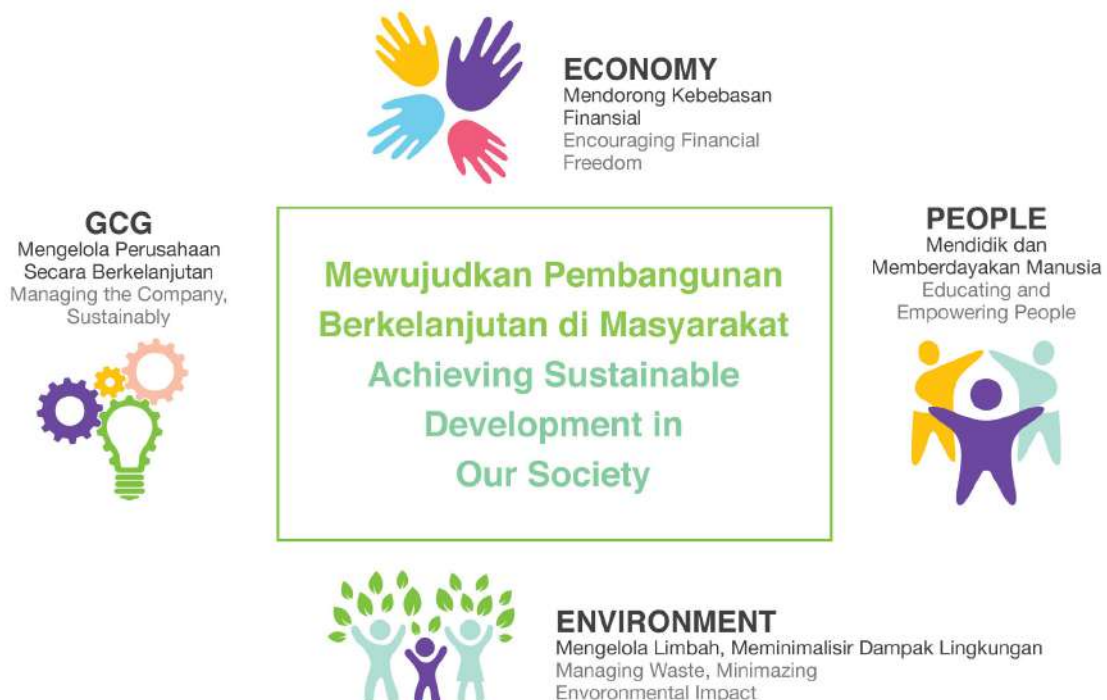 ECONOMY
Mendorong Kebebasan
Finansial
Encouraging Financial
Freedom
GCG
Mengelola Perusahaan
Secara Berkelanjutan
Managing the Company,
Sustainably
Mewujudkan Pembangunan
Berkelanjutan di Masyarakat
Achieving Sustainable
Development in
Our Society
PEOPLE
Mendidik dan
Memberdayakan Manusia
Educating and
Empowering People
ENVIRONMENT
Mengelola Limbah, Meminimalisir Dampak Lingkungan
Managing Waste, Minimazing
Envoronmental Impact